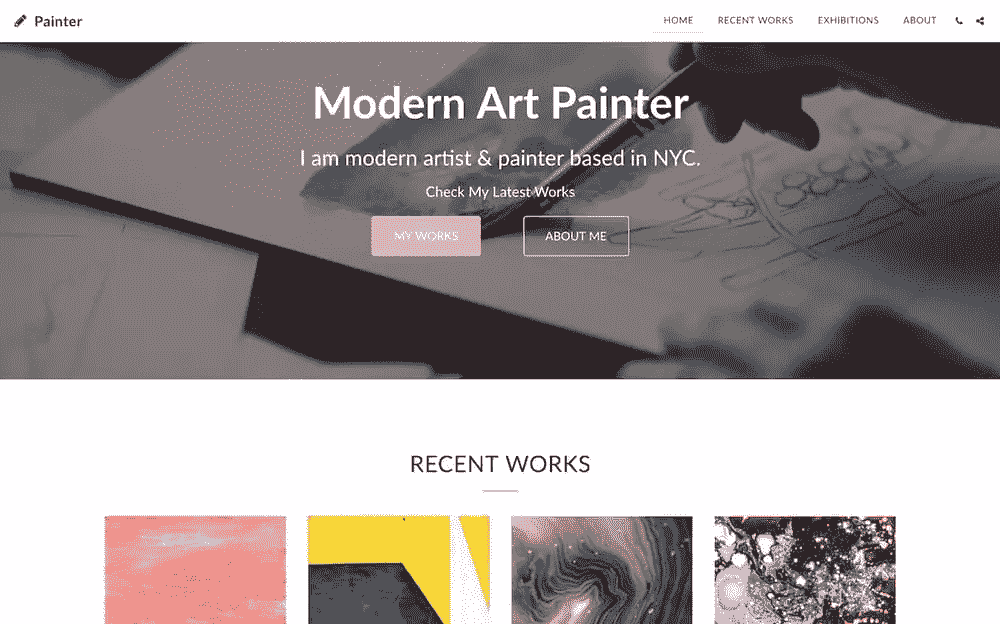 Painter
HOME RECENT WORKS EXHIBITIONS ABOUT
Modern Art Painter
I am modern artist & painter based in NYC.
Check My Latest Works
MY WORKS ABOUT ME
RECENT WORKS